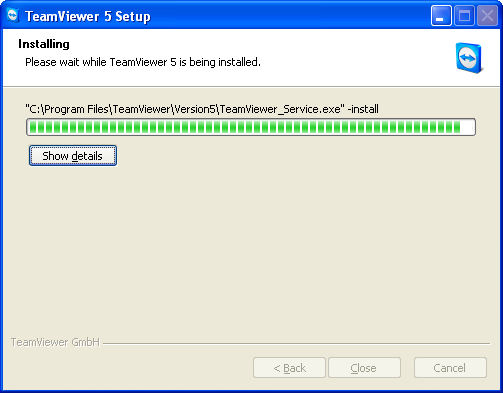 TeamViewer 5 Setup
Installing
Please wait while TeamViewer 5 is being installed.
"C:\Program Files\TeamViewer\Version5\TeamViewer_Service.exe" -install
Show details
TeamViewer GmbH
< Back
Close
Cancel